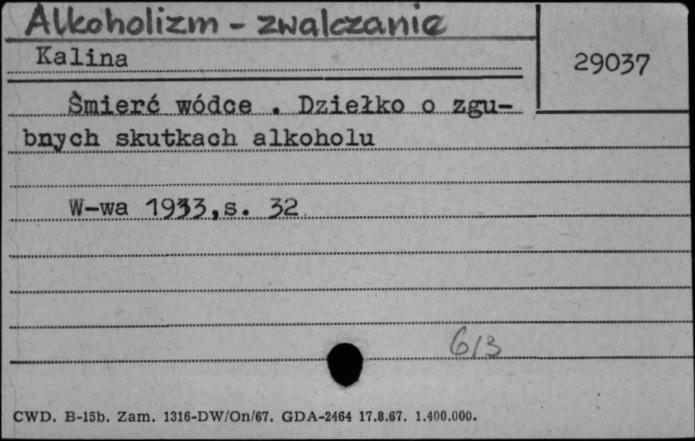 Alkoholizm - zwalczanie
Kalina
29037
Śmierć wódce . Dziełko o zgu-
bnych skutkach alkoholu
W-wa 1933,s. 32
613
CWD. B-15b. Zam. 1316-DW/On/67. GDA-2464 17.8.67. 1.400.000.